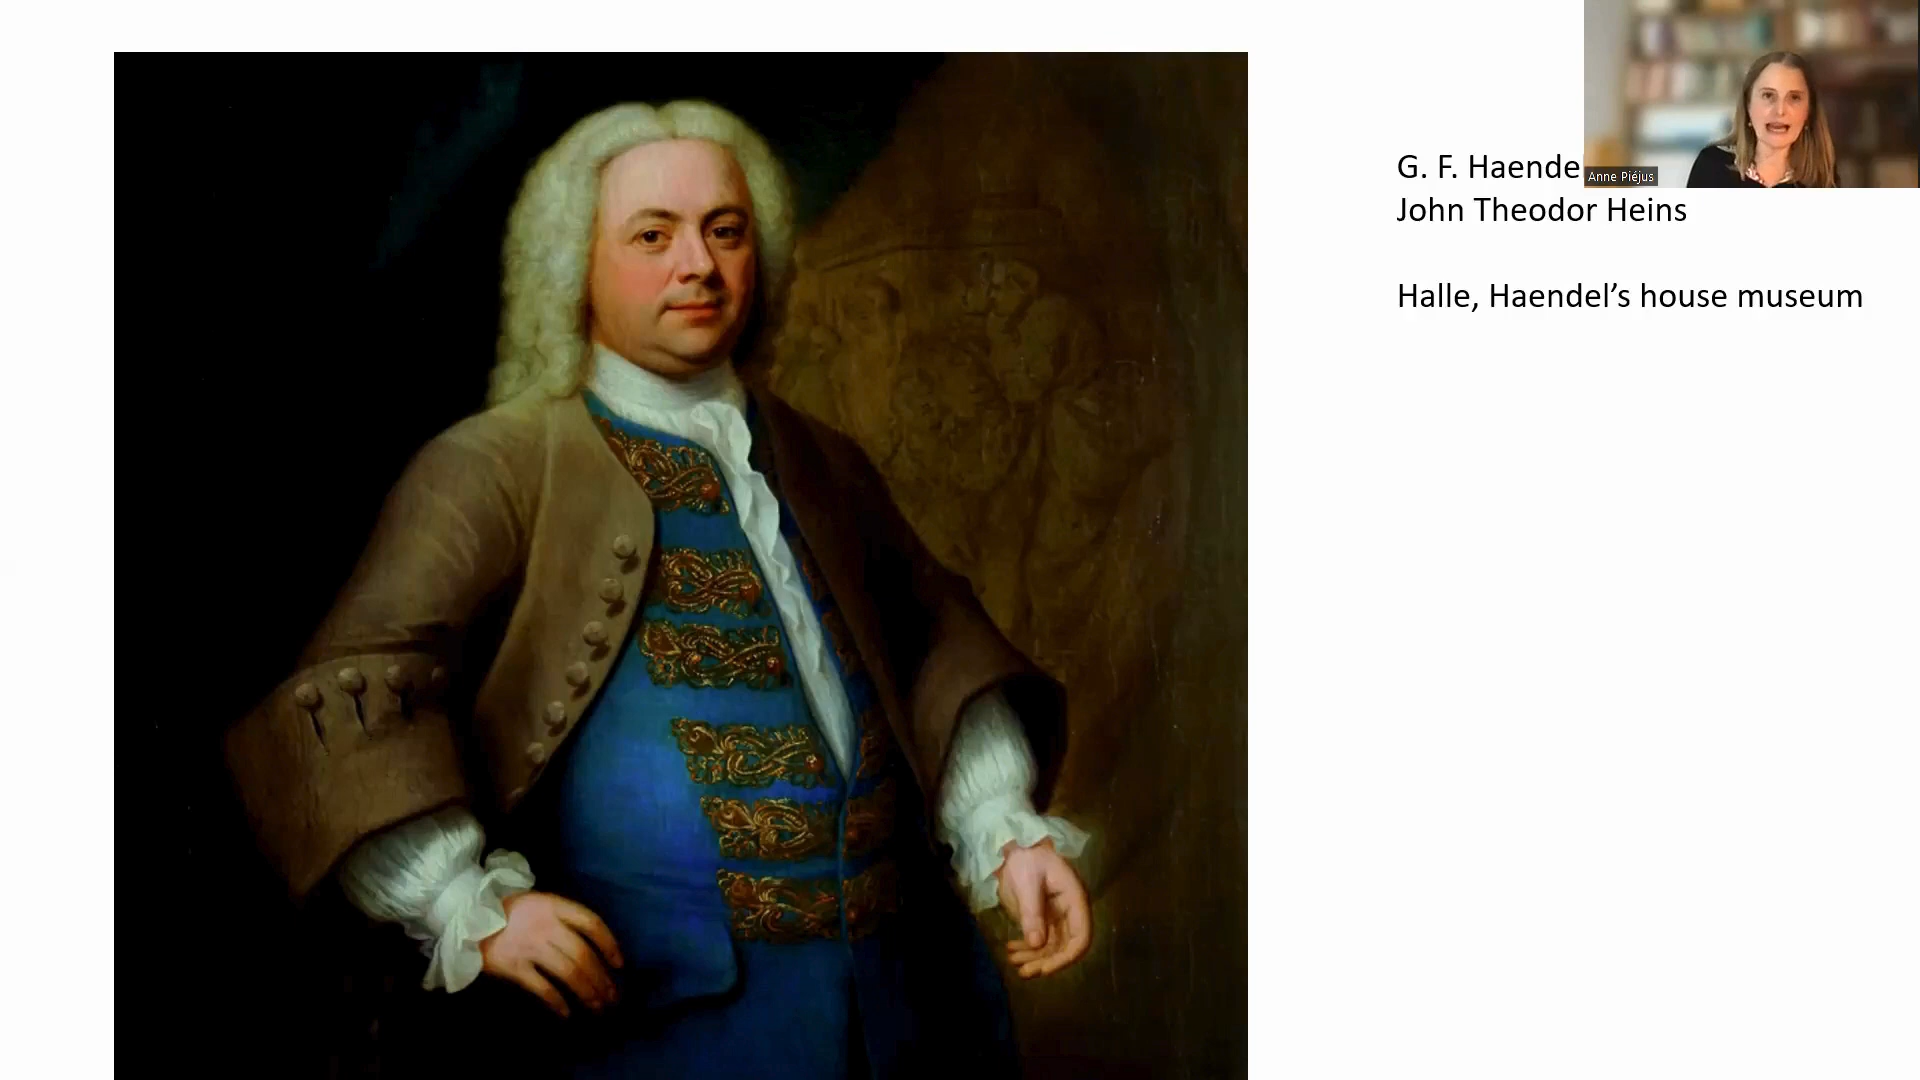 G. F. Haende
John Theodor Heins
Halle, Haendel’s house museum
Anne Piéjus